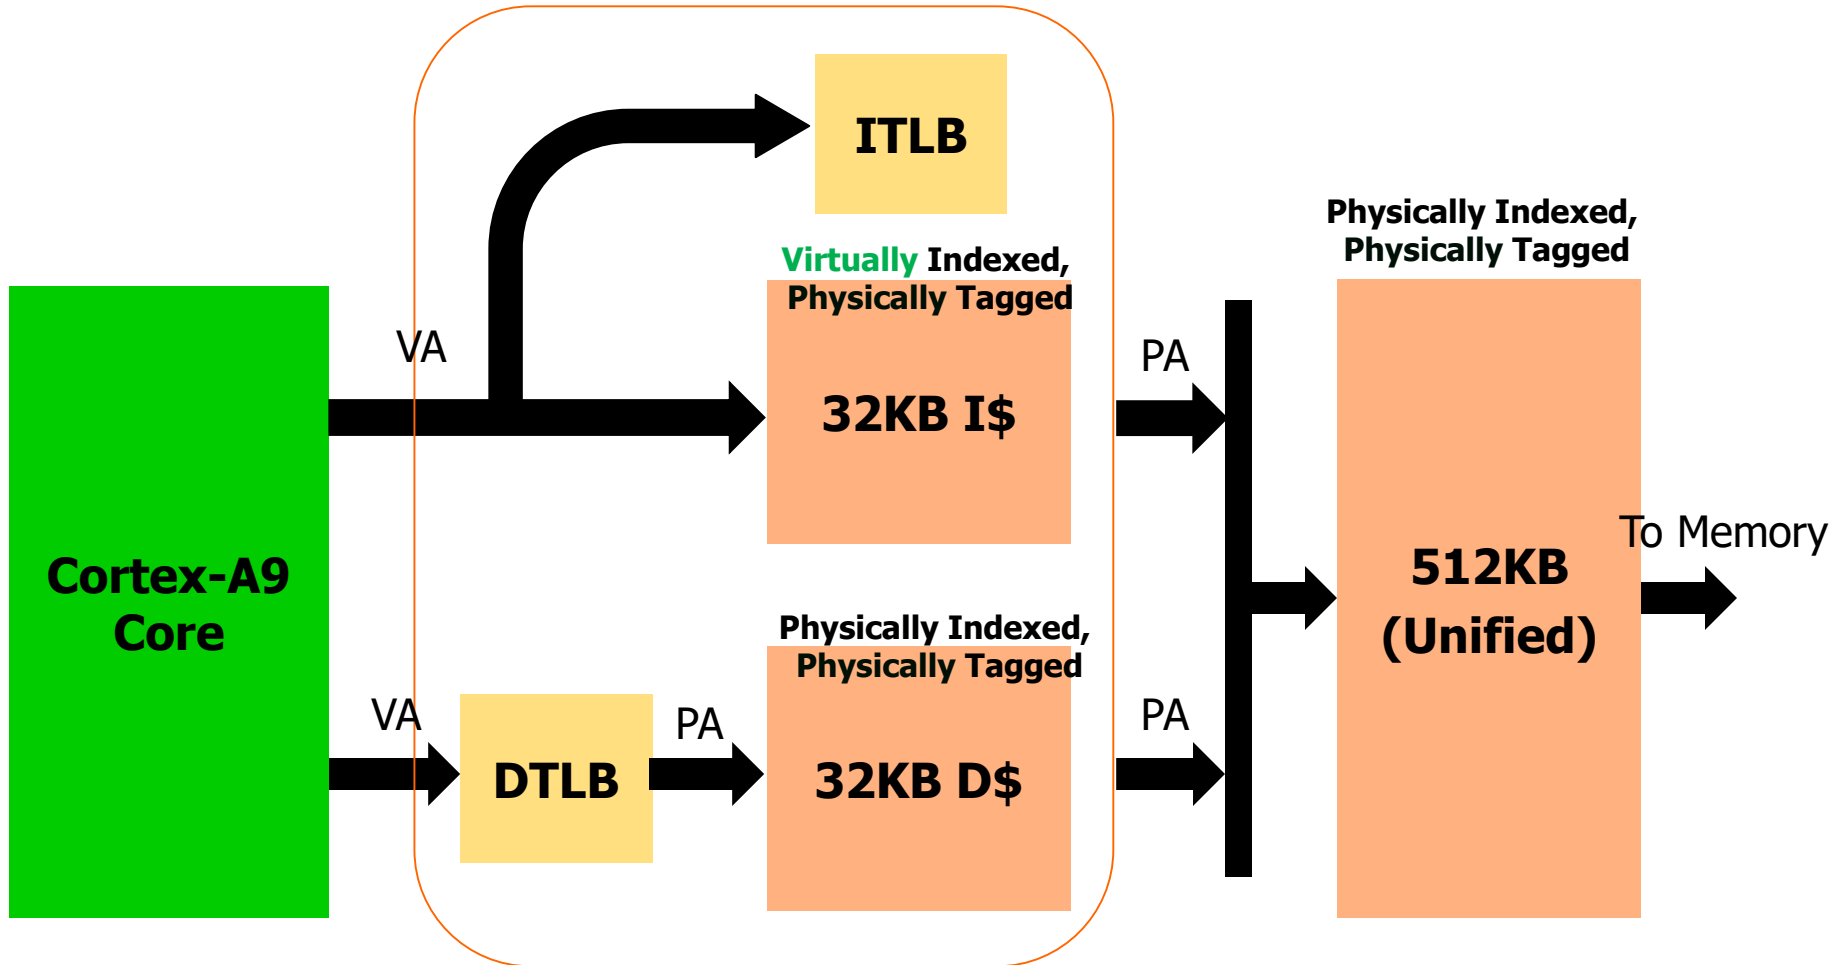 ITLB
Physically Indexed,
Physically Tagged
Virtually Indexed,
Physically Tagged
VA
PA
32KB I$
Cortex-A9
Core
512KB
(Unified)
To Memory
Physically Indexed,
Physically Tagged
VA
PA
PA
DTLB
32KB D$